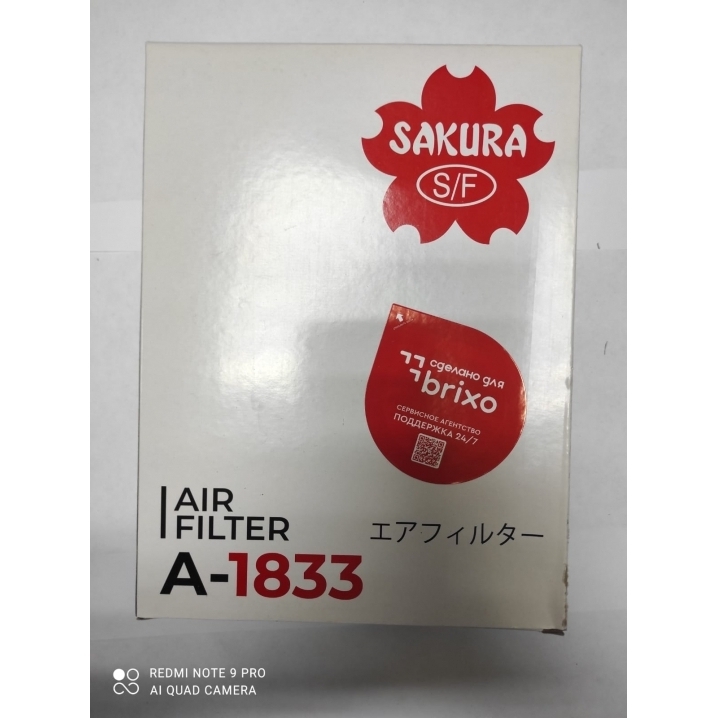 SAKURA
S/F
сделано для
brixo
СЕРВИСНОЕ АГЕНТСТВО
ПОДДЕРЖКА 24/7
AIR
FILTER
エアフィルター
A-1833
REDMI NOTE 9 PRO
AI QUAD CAMERA